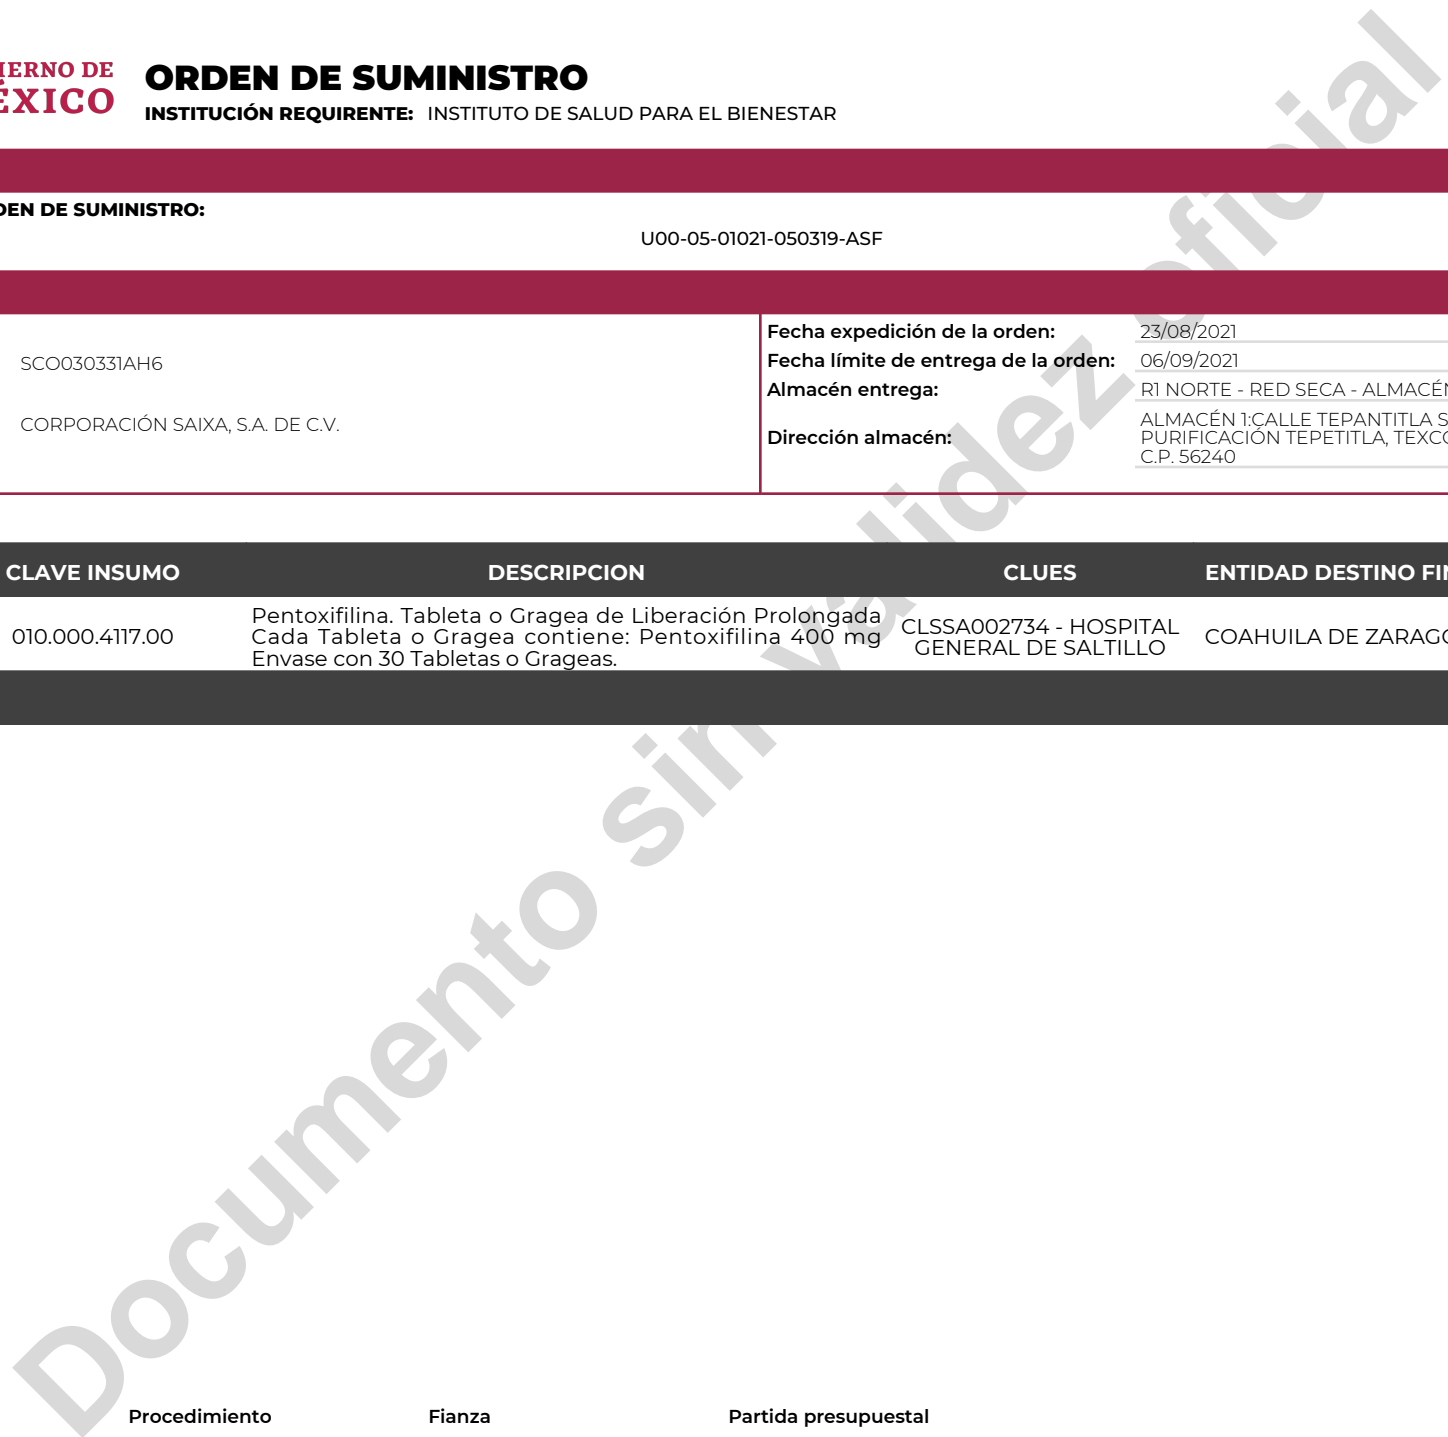 IERNO DE
ÉXICO
ORDEN DE SUMINISTRO
INSTITUCIÓN REQUIRENTE: INSTITUTO DE SALUD PARA EL BIENESTAR
DEN DE SUMINISTRO:
U00-05-01021-050319-ASF
SCO030331AH6
CORPORACIÓN SAIXA, S.A. DE C.V.
Fecha expedición de la orden: 23/08/2021
Fecha límite de entrega de la orden: 06/09/2021
Almacén entrega: R1 NORTE - RED SECA - ALMACÉN
Dirección almacén:
ALMACÉN 1:CALLE TEPANTITLA S
PURIFICACIÓN TEPETITLA, TEXCO
C.P. 56240
CLAVE INSUMO DESCRIPCION CLUES ENTIDAD DESTINO FIN
010.000.4117.00
Pentoxifilina. Tableta o Gragea de Liberación Prolongada
Cada Tableta o Gragea contiene: Pentoxifilina 400 mg
Envase con 30 Tabletas o Grageas.
CLSSA002734 - HOSPITAL
GENERAL DE SALTILLO
COAHUILA DE ZARAGO
Documento sin validez oficial
Procedimiento Fianza Partida presupuestal